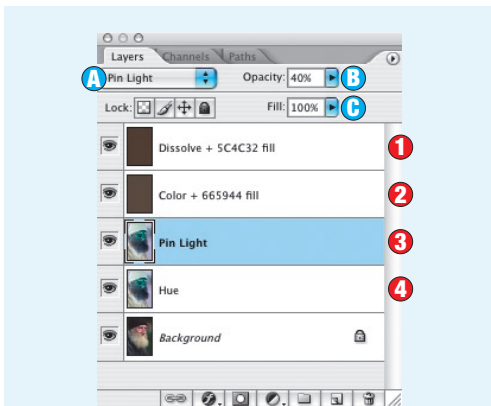 Layers Channels Paths
A Pin Light Opacity: 40% B
Lock: Fill: 100% C
Dissolve + 5C4C32 fill 1
Color + 665944 fill 2
Pin Light 3
Hue 4
Background